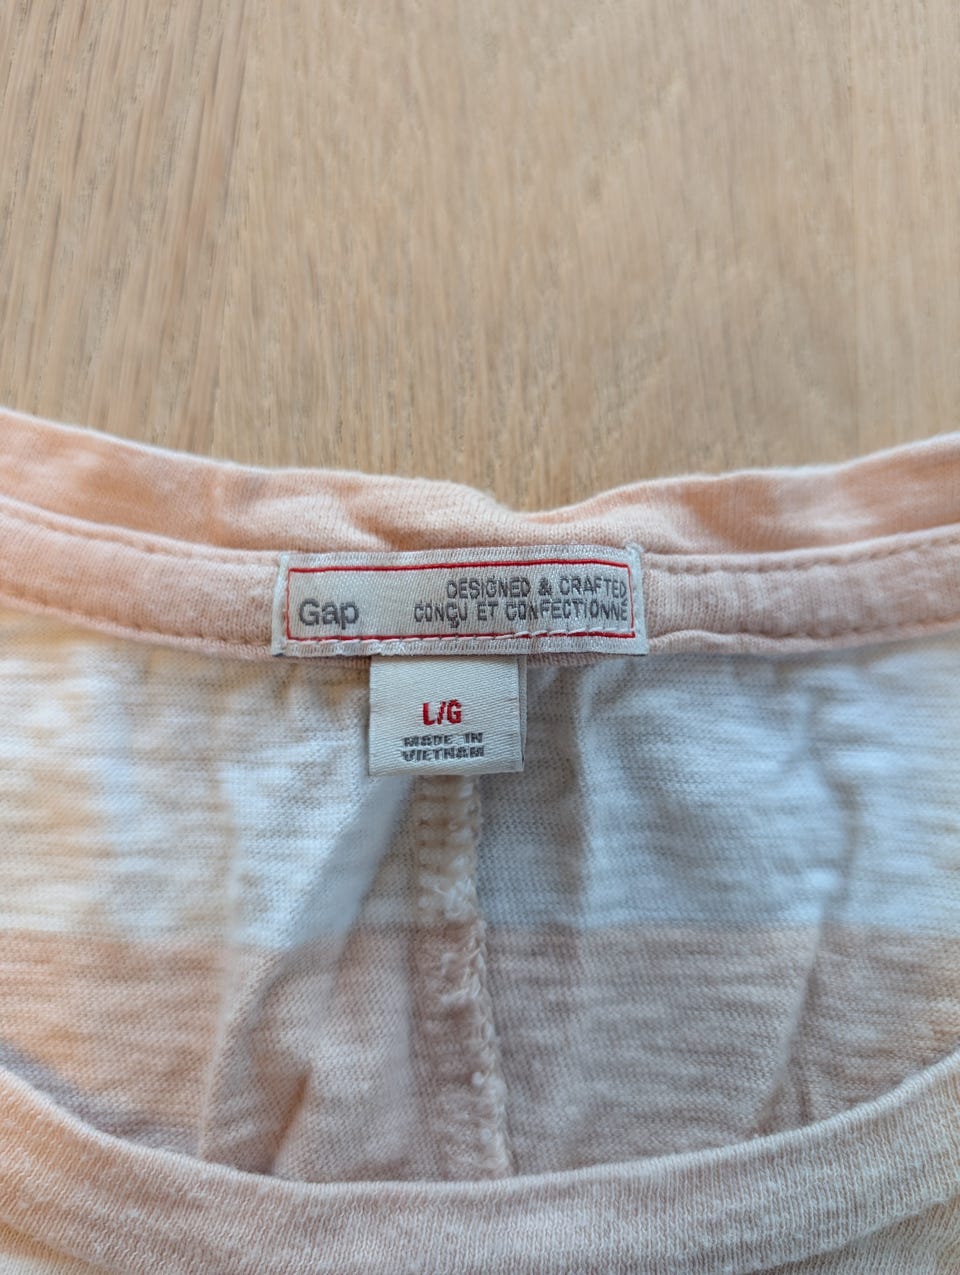 Gap
DESIGNED & CRAFTED
CONÇU ET CONFECTIONNÉ
L/G
MADE IN
VIETNAM